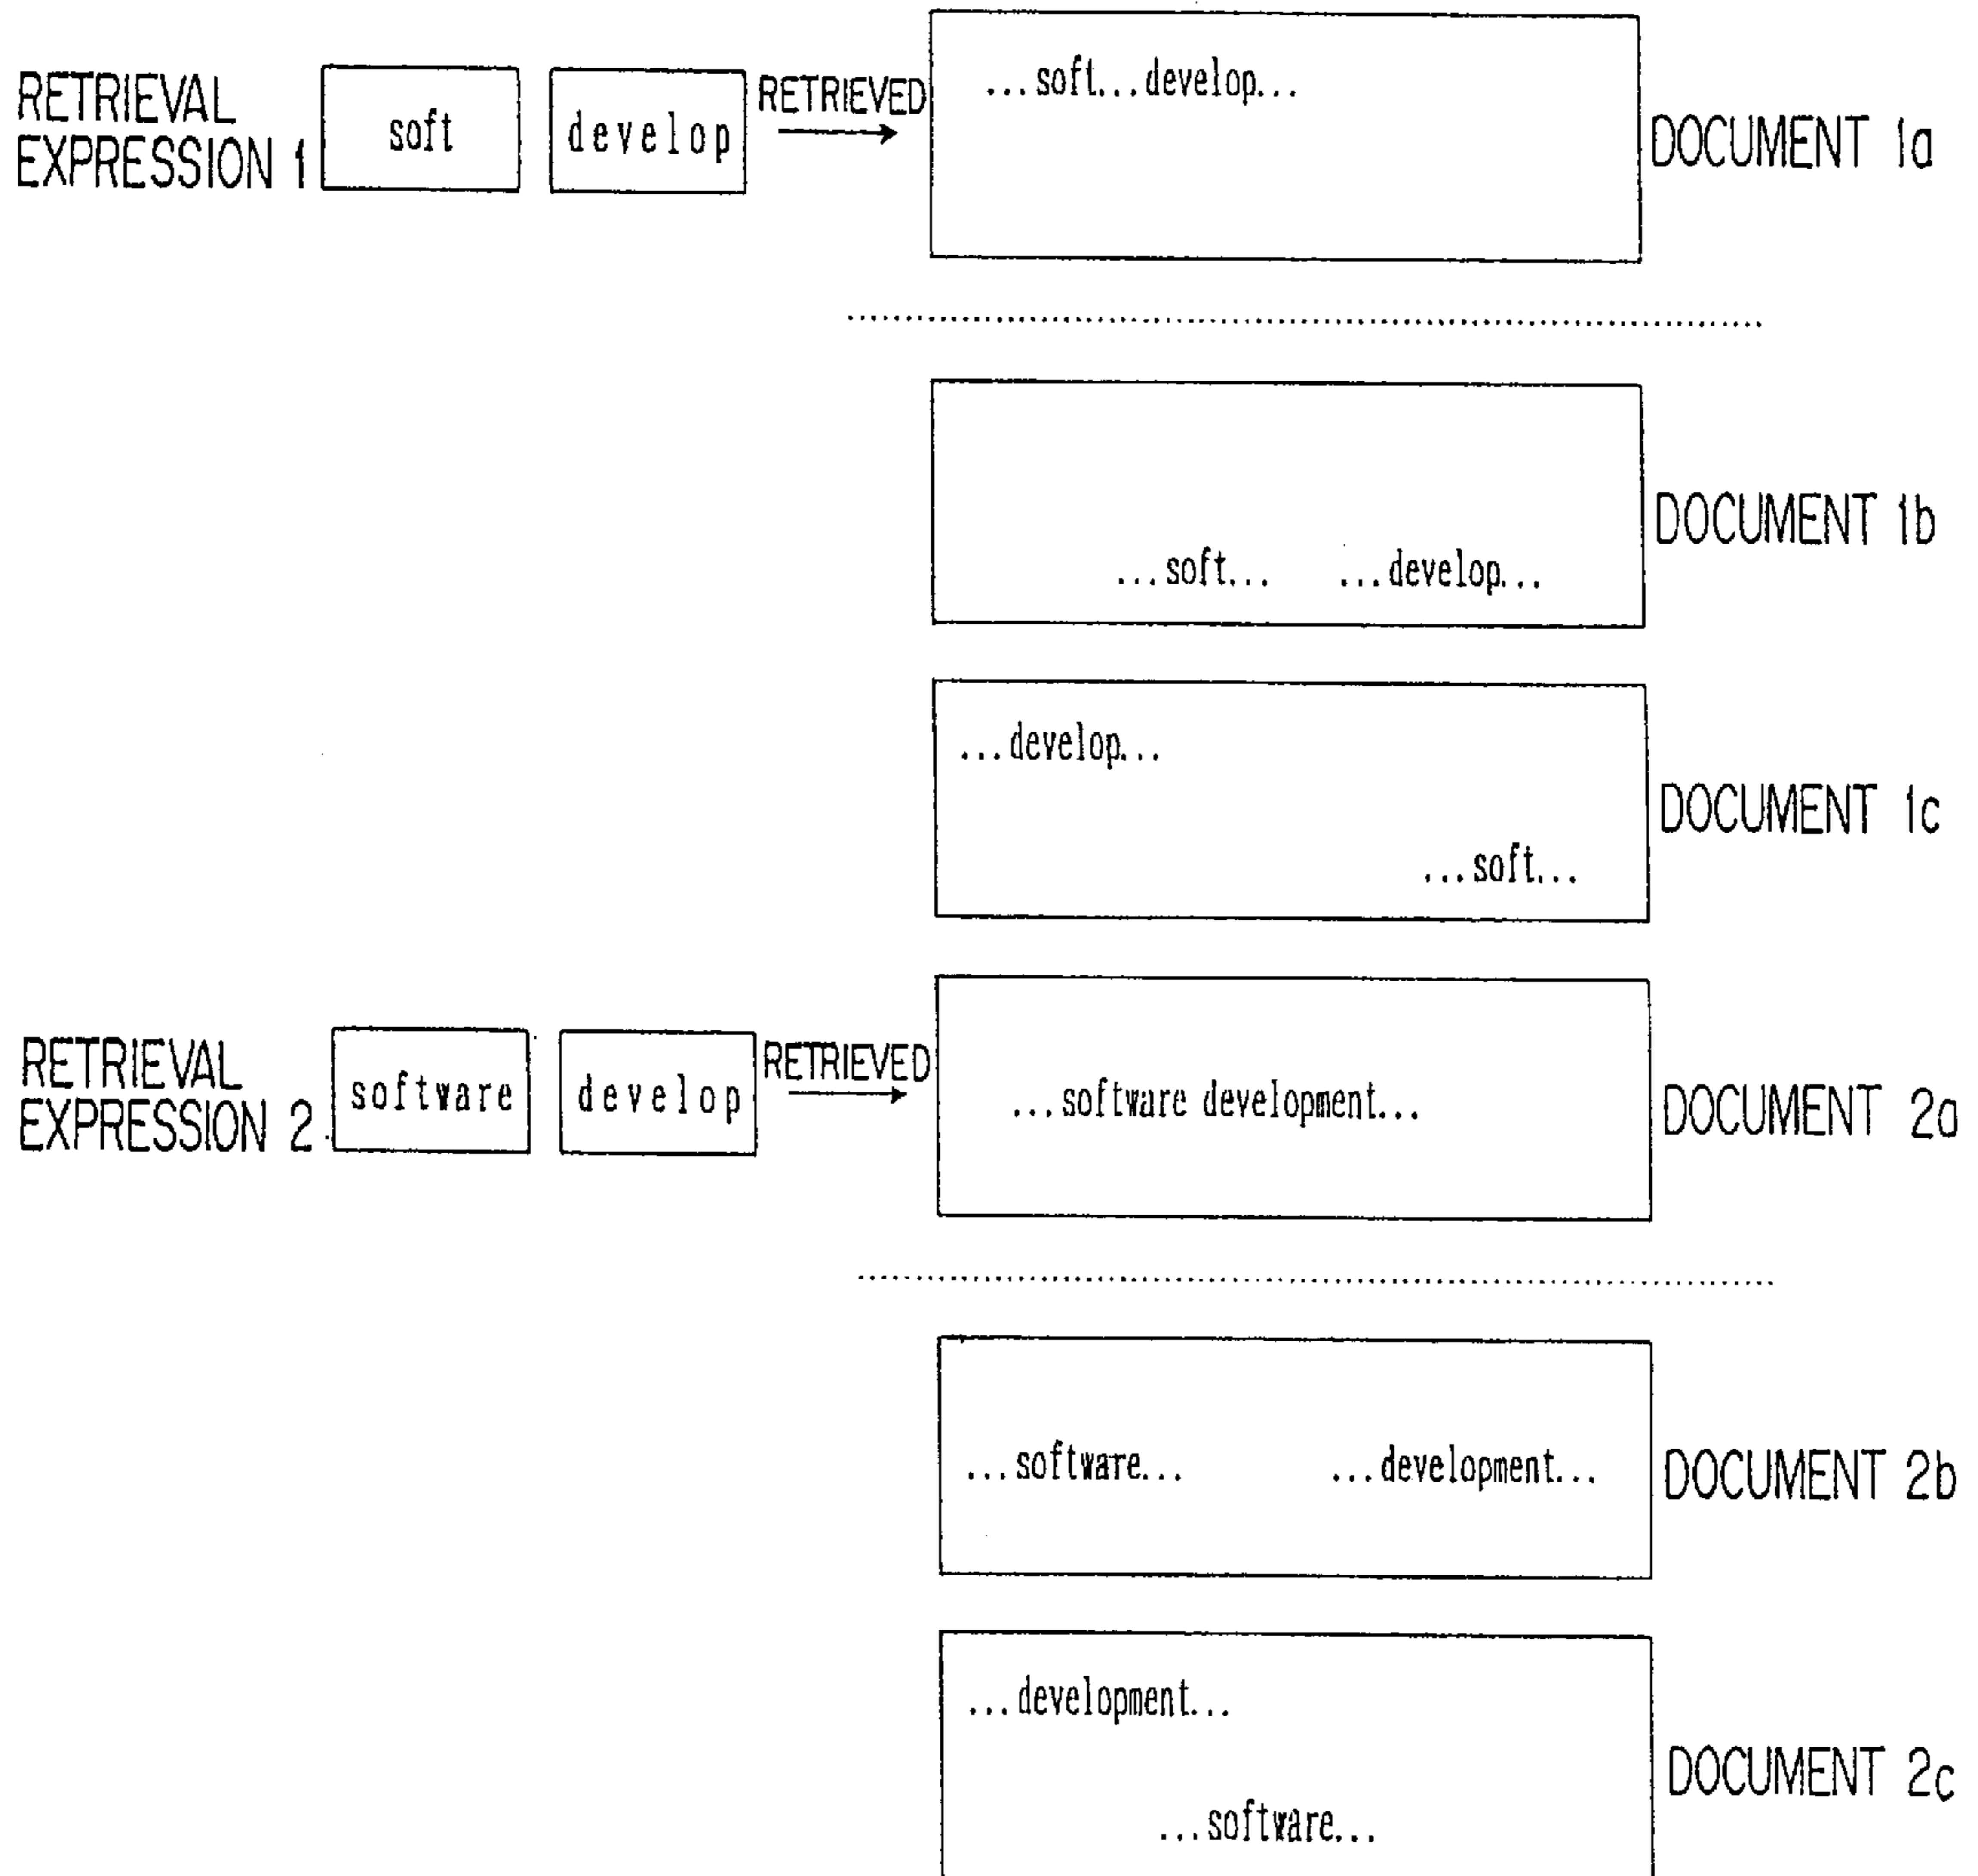 RETRIEVAL
EXPRESSION 1
soft
develop
RETRIEVED
...soft...develop...
DOCUMENT 1a
...soft... ...develop...
DOCUMENT 1b
...develop...
...soft...
DOCUMENT 1c
RETRIEVAL
EXPRESSION 2
software
develop
RETRIEVED
...software development...
DOCUMENT 2a
...software... ...development...
DOCUMENT 2b
...development...
...software...
DOCUMENT 2c